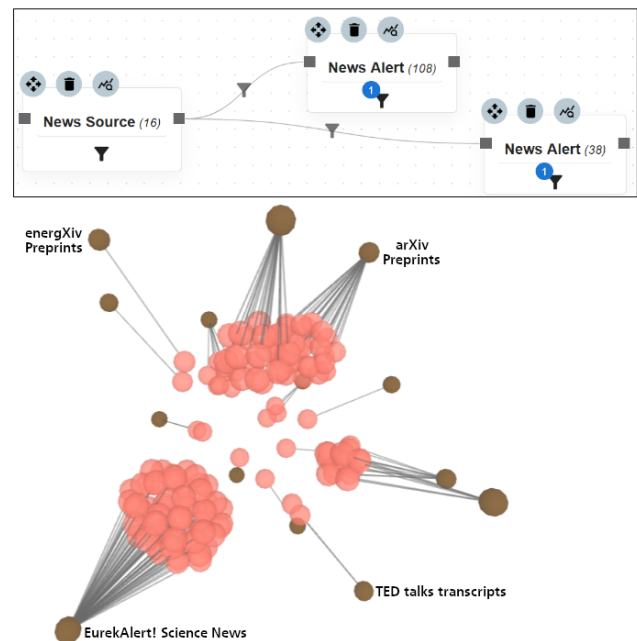 News Alert (108)
1
News Source (16)
News Alert (38)
1
energXiv
Preprints
arXiv
Preprints
TED talks transcripts
EurekAlert! Science News